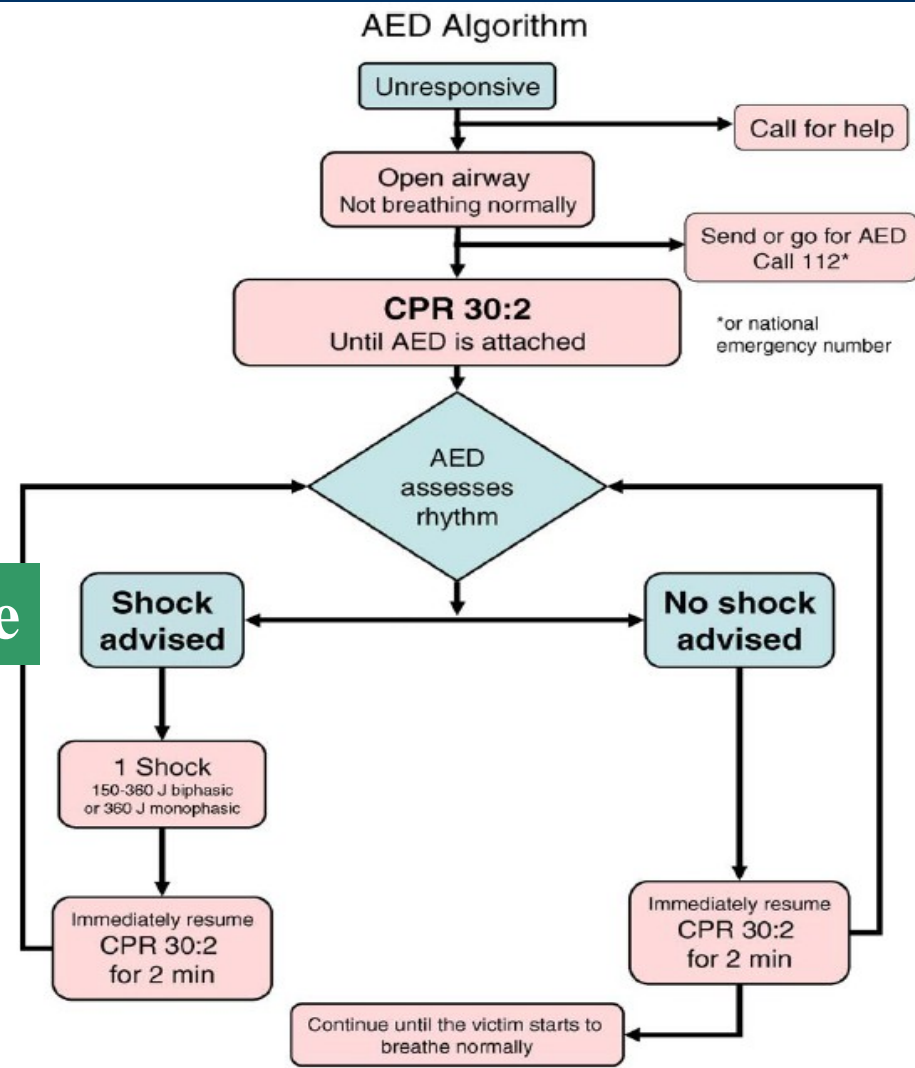 AED Algorithm
Unresponsive
Call for help
Open airway
Not breathing normally
Send or go for AED
Call 112*
CPR 30:2
Until AED is attached
*or national
emergency number
AED
assesses
rhythm
e
Shock
advised
No shock
advised
1 Shock
150-360 J biphasic
or 360 J monophasic
Immediately resume
CPR 30:2
for 2 min
Immediately resume
CPR 30:2
for 2 min
Continue until the victim starts to
breathe normally